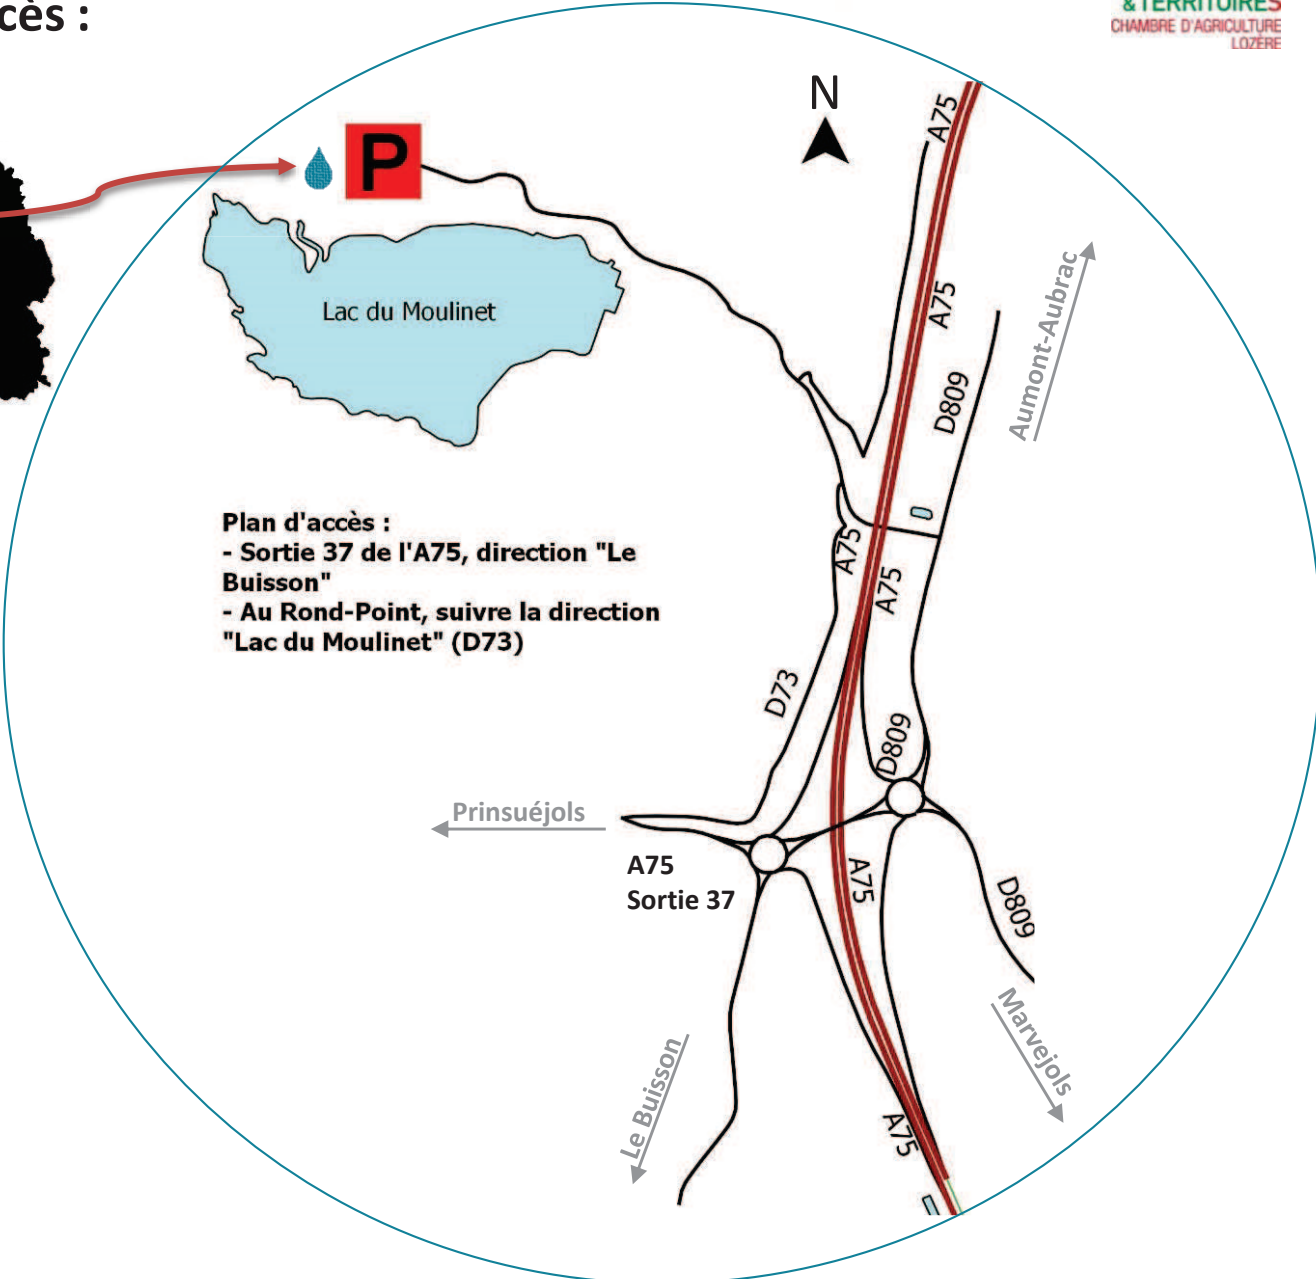 cès :
& TERRITOIRES
CHAMBRE D'AGRICULTURE
LOZÈRE
N
P
A75
A75
Aumont-Aubrac
Lac du Moulinet
D809
Plan d'accès :
- Sortie 37 de l'A75, direction "Le
Buisson"
- Au Rond-Point, suivre la direction
"Lac du Moulinet" (D73)
A75
A75
D73
D809
Prinsuéjols
A75
Sortie 37
A75
D809
Marvejols
Le Buisson
A75